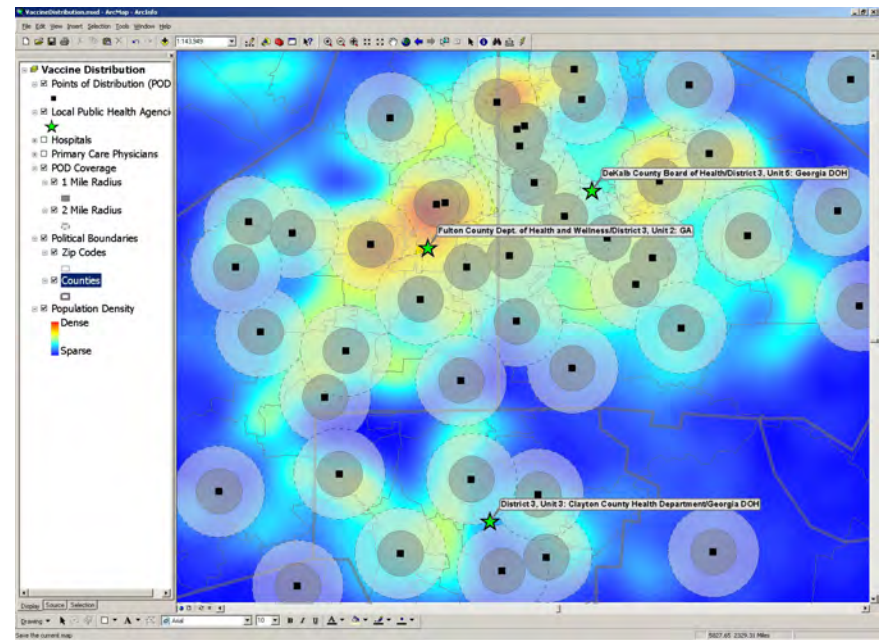 VaccineDistribution.mxd - ArcMap - ArcInfo
File Edit View Insert Selection Tools Window Help
1:143,949
Vaccine Distribution
Points of Distribution (POD
Local Public Health Agenci
Hospitals
Primary Care Physicians
POD Coverage
1 Mile Radius
2 Mile Radius
Political Boundaries
Zip Codes
Counties
Population Density
Dense
Sparse
DeKalb County Board of Health/District 3, Unit 5: Georgia DOH
Fulton County Dept. of Health and Wellness/District 3, Unit 2: GA
District 3, Unit 3: Clayton County Health Department/Georgia DOH
Display Source Selection
Drawing Arial 10 B I U A
Save the current map. 5827.65 2329.31 Miles